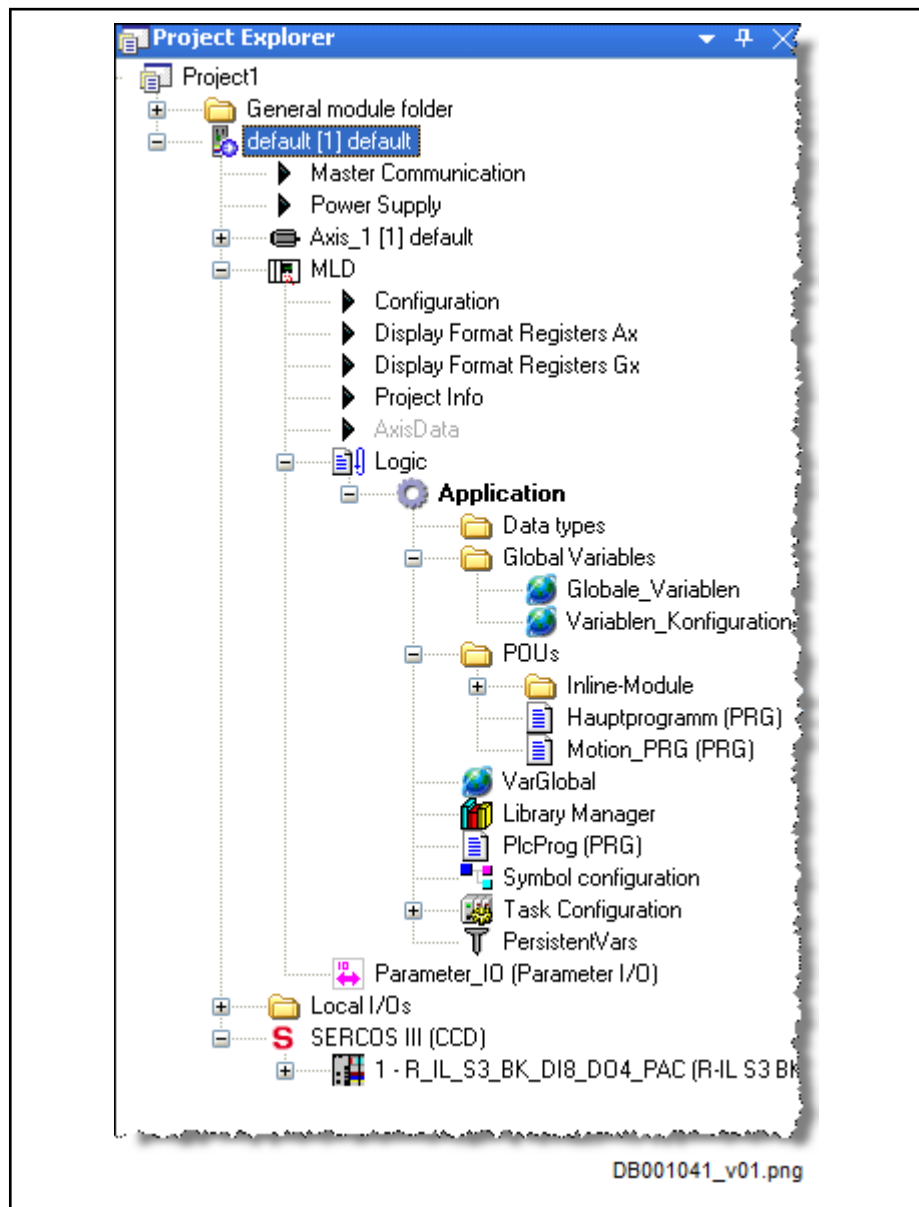 Project Explorer
Project1
General module folder
default [1] default
Master Communication
Power Supply
Axis_1 [1] default
MLD
Configuration
Display Format Registers Ax
Display Format Registers Gx
Project Info
AxisData
Logic
Application
Data types
Global Variables
Globale_Variablen
Variablen_Konfiguration
POUs
Inline-Module
Hauptprogramm (PRG)
Motion_PRG (PRG)
VarGlobal
Library Manager
PlcProg (PRG)
Symbol configuration
Task Configuration
PersistentVars
IO Parameter_IO (Parameter I/O)
Local I/Os
S SERCOS III (CCD)
1 - R_IL_S3_BK_DI8_DO4_PAC (R-IL S3 BK
DB001041_v01.png